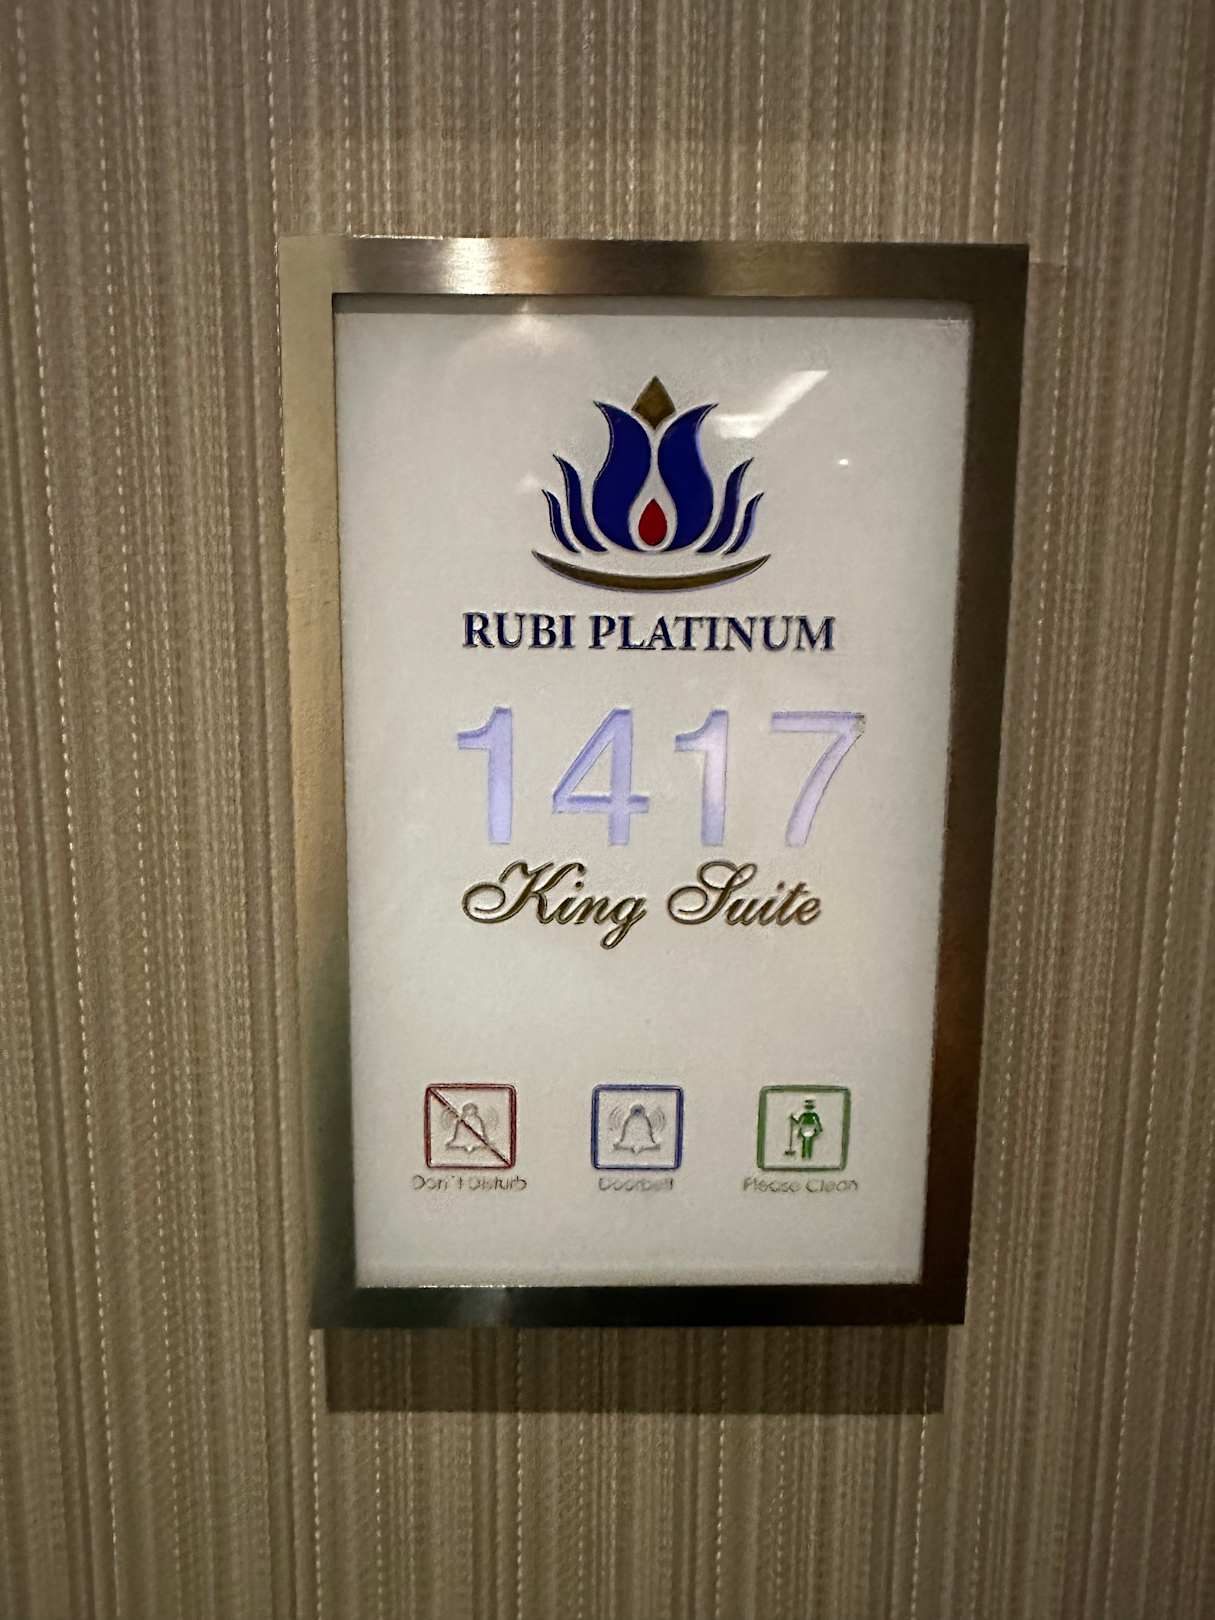 RUBI PLATINUM
1417
King Suite
Don't Disturb
Doorbell
Please Clean